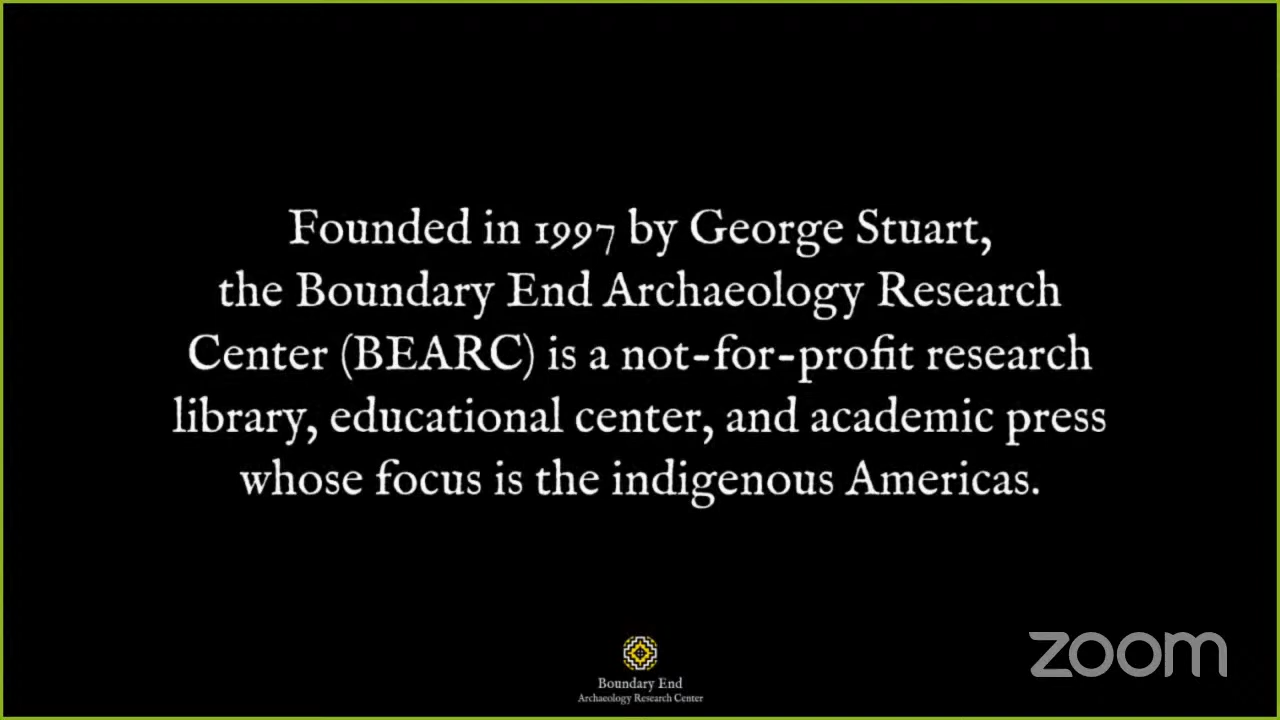 Founded in 1997 by George Stuart,
the Boundary End Archaeology Research
Center (BEARC) is a not-for-profit research
library, educational center, and academic press
whose focus is the indigenous Americas.
Boundary End
Archaeology Research Center
zoom